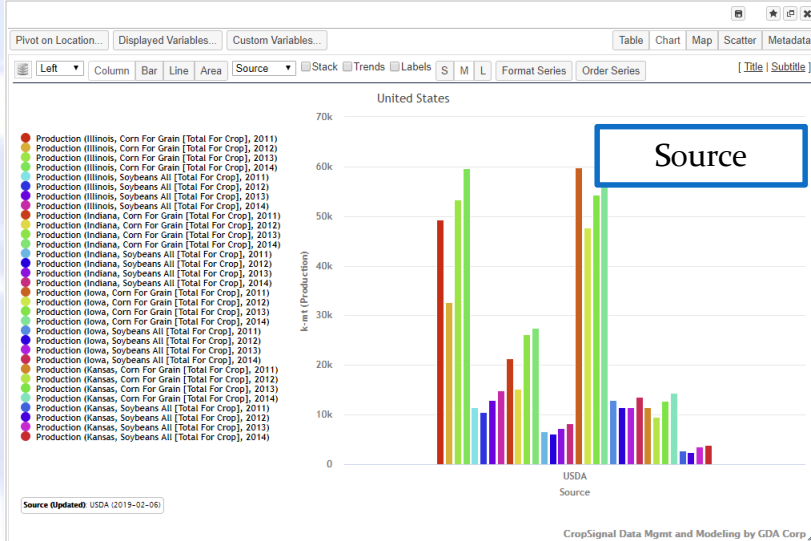 Pivot on Location... Displayed Variables... Custom Variables... Table Chart Map Scatter Metadata
Left Column Bar Line Area Source Stack Trends Labels S M L Format Series Order Series [ Title | Subtitle ]
United States
Source
Production (Illinois, Corn For Grain [Total For Crop], 2011)
Production (Illinois, Corn For Grain [Total For Crop], 2012)
Production (Illinois, Corn For Grain [Total For Crop], 2013)
Production (Illinois, Corn For Grain [Total For Crop], 2014)
Production (Illinois, Soybeans All [Total For Crop], 2011)
Production (Illinois, Soybeans All [Total For Crop], 2012)
Production (Illinois, Soybeans All [Total For Crop], 2013)
Production (Illinois, Soybeans All [Total For Crop], 2014)
Production (Indiana, Corn For Grain [Total For Crop], 2011)
Production (Indiana, Corn For Grain [Total For Crop], 2012)
Production (Indiana, Corn For Grain [Total For Crop], 2013)
Production (Indiana, Corn For Grain [Total For Crop], 2014)
Production (Indiana, Soybeans All [Total For Crop], 2011)
Production (Indiana, Soybeans All [Total For Crop], 2012)
Production (Indiana, Soybeans All [Total For Crop], 2013)
Production (Indiana, Soybeans All [Total For Crop], 2014)
Production (Iowa, Corn For Grain [Total For Crop], 2011)
Production (Iowa, Corn For Grain [Total For Crop], 2012)
Production (Iowa, Corn For Grain [Total For Crop], 2013)
Production (Iowa, Corn For Grain [Total For Crop], 2014)
Production (Iowa, Soybeans All [Total For Crop], 2011)
Production (Iowa, Soybeans All [Total For Crop], 2012)
Production (Iowa, Soybeans All [Total For Crop], 2013)
Production (Iowa, Soybeans All [Total For Crop], 2014)
Production (Kansas, Corn For Grain [Total For Crop], 2011)
Production (Kansas, Corn For Grain [Total For Crop], 2012)
Production (Kansas, Corn For Grain [Total For Crop], 2013)
Production (Kansas, Corn For Grain [Total For Crop], 2014)
Production (Kansas, Soybeans All [Total For Crop], 2011)
Production (Kansas, Soybeans All [Total For Crop], 2012)
Production (Kansas, Soybeans All [Total For Crop], 2013)
Production (Kansas, Soybeans All [Total For Crop], 2014)
k-mt (Production)
70k
60k
50k
40k
30k
20k
10k
0
USDA
Source
Source (Updated): USDA (2019-02-06)
CropSignal Data Mgmt and Modeling by GDA Corp